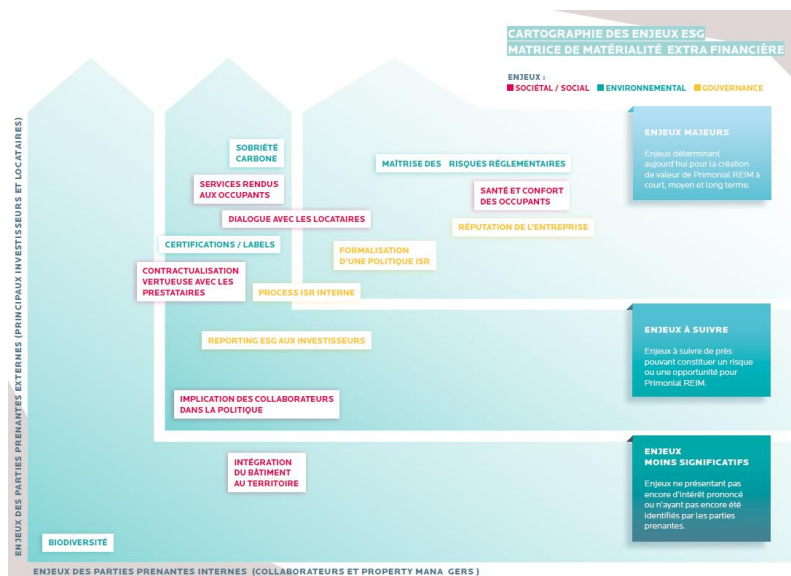 CARTOGRAPHIE DES ENJEUX ESG
MATRICE DE MATÉRIALITÉ EXTRA FINANCIÈRE
ENJEUX :
SOCIÉTAL / SOCIAL ENVIRONNEMENTAL GOUVERNANCE
ENJEUX DES PARTIES PRENANTES EXTERNES (PRINCIPAUX INVESTISSEURS ET LOCATAIRES)
SOBRIÉTÉ
CARBONE
MAÎTRISE DES RISQUES RÉGLEMENTAIRES
SERVICES RENDUS
AUX OCCUPANTS
SANTÉ ET CONFORT
DES OCCUPANTS
DIALOGUE AVEC LES LOCATAIRES
RÉPUTATION DE L'ENTREPRISE
CERTIFICATIONS / LABELS
FORMALISATION
D'UNE POLITIQUE ISR
CONTRACTUALISATION
VERTUEUSE AVEC LES
PRESTATAIRES
PROCESS ISR INTERNE
REPORTING ESG AUX INVESTISSEURS
IMPLICATION DES COLLABORATEURS
DANS LA POLITIQUE
INTÉGRATION
DU BÂTIMENT
AU TERRITOIRE
BIODIVERSITÉ
ENJEUX MAJEURS
Enjeux déterminant
aujourd'hui pour la création
de valeur de Primonial REIM à
court, moyen et long terme.
ENJEUX À SUIVRE
Enjeux à suivre de près
pouvant constituer un risque
ou une opportunité pour
Primonial REIM.
ENJEUX
MOINS SIGNIFICATIFS
Enjeux ne présentant pas
encore d'intérêt prononcé
ou n'ayant pas encore été
identifiés par les parties
prenantes.
ENJEUX DES PARTIES PRENANTES INTERNES (COLLABORATEURS ET PROPERTY MANA GERS )